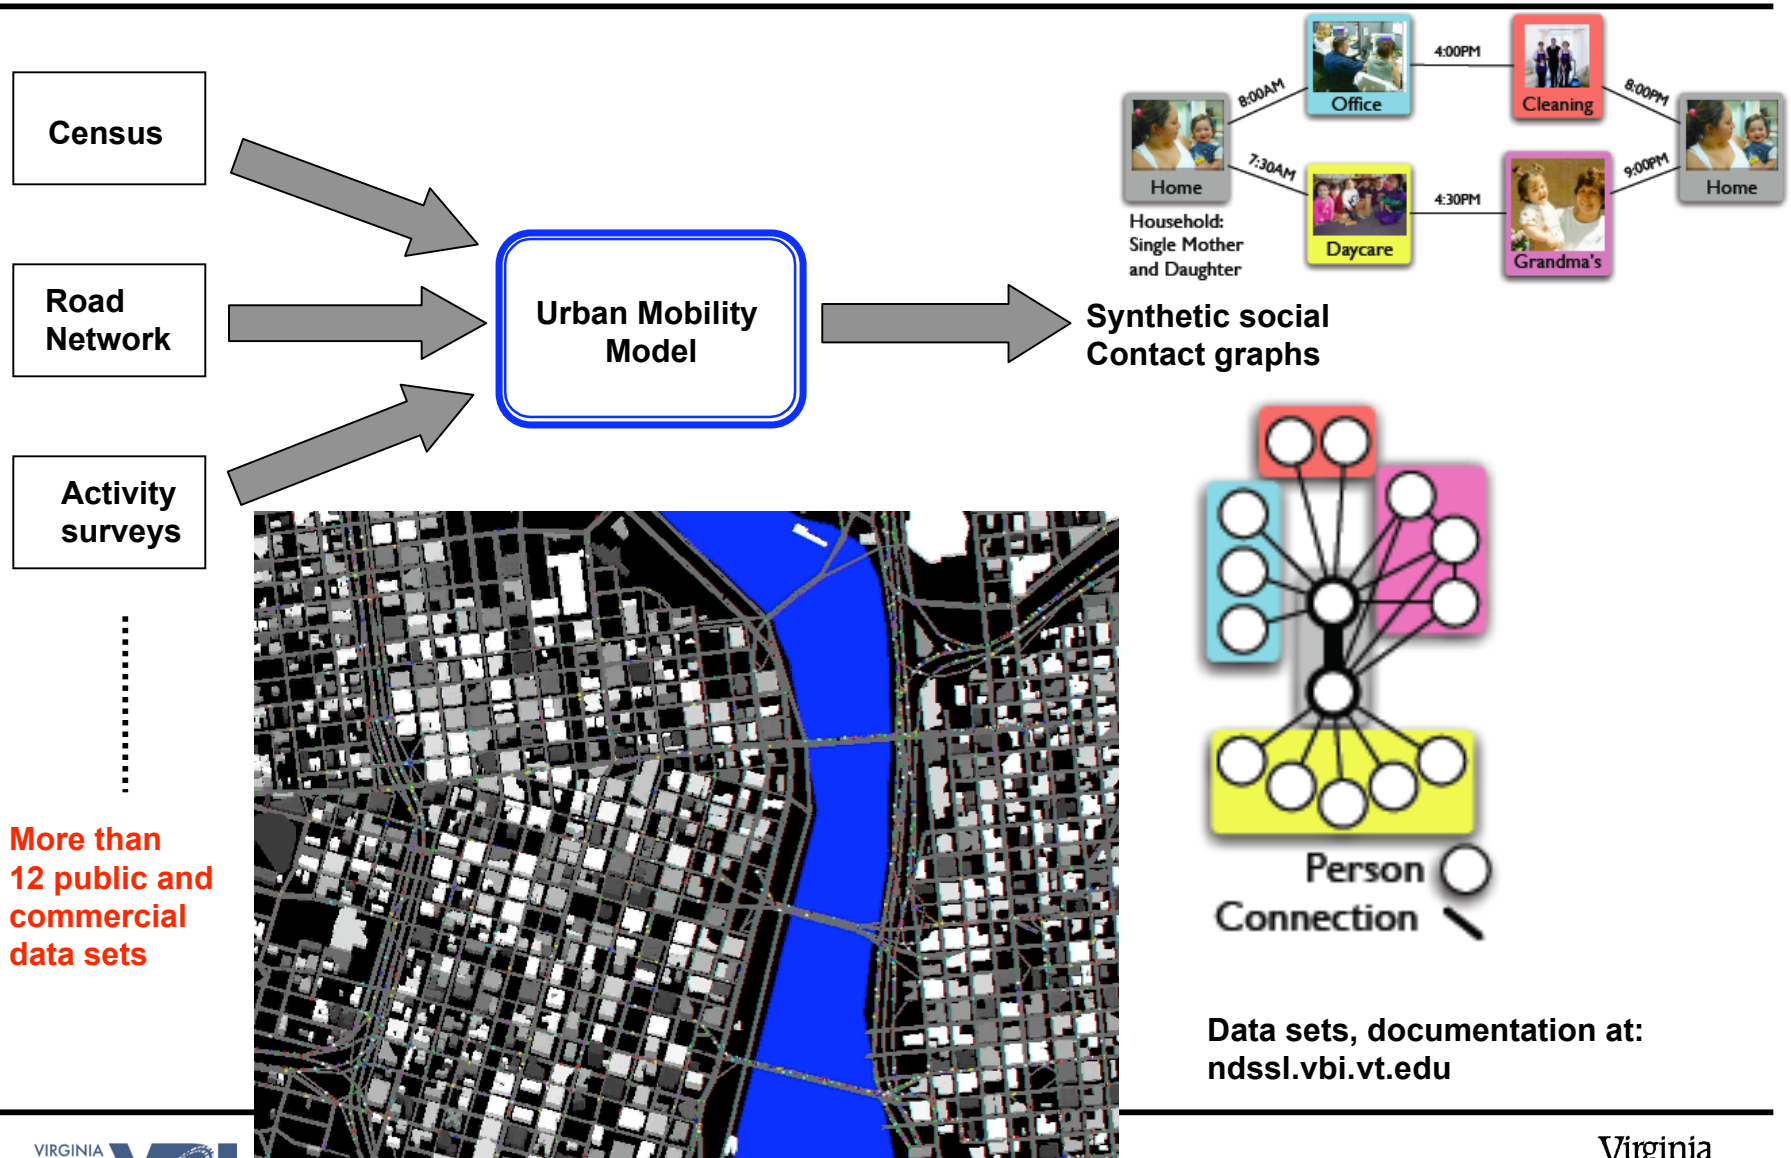 Census
Road
Network
Activity
surveys
More than
12 public and
commercial
data sets
Urban Mobility
Model
8:00AM
Office
4:00PM
Cleaning
8:00PM
Home
7:30AM
Daycare
4:30PM
Grandma's
9:00PM
Home
Household:
Single Mother
and Daughter
Synthetic social
Contact graphs
Person
Connection
Data sets, documentation at:
ndssl.vbi.vt.edu
VIRGINIA
Virginia